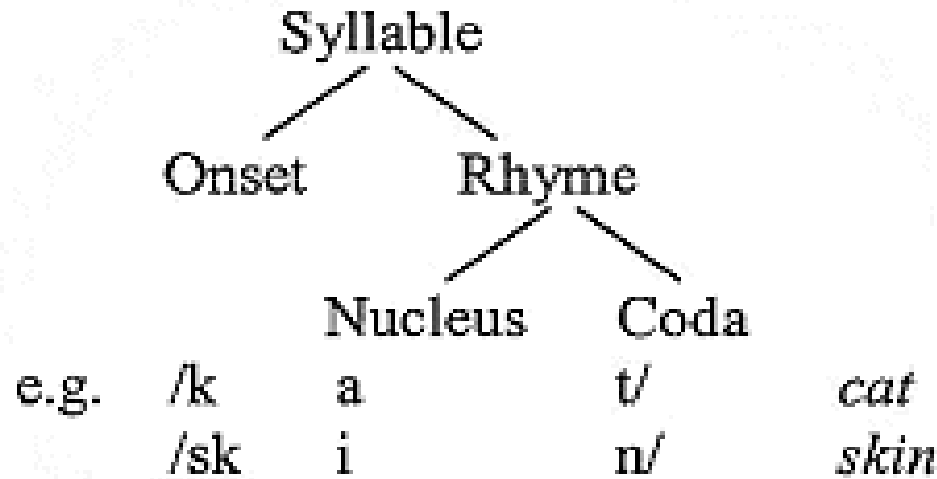 Syllable
Onset Rhyme
Nucleus Coda
e.g. /k a t/ cat
/sk i n/ skin